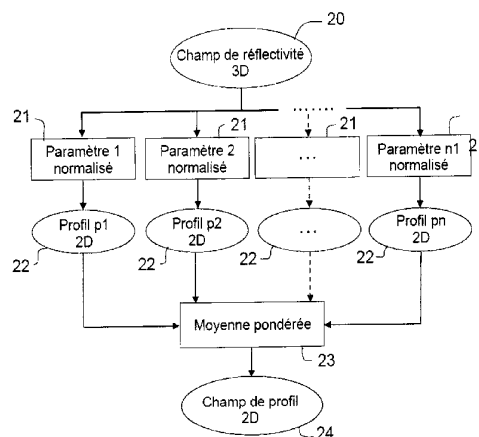 20
Champ de réflectivité
3D
21
21
21
2
Paramètre 1
normalisé
Paramètre 2
normalisé
...
Paramètre n1
normalisé
Profil p1
2D
Profil p2
2D
...
Profil pn
2D
22
22
22
22
Moyenne pondérée
23
Champ de profil
2D
24